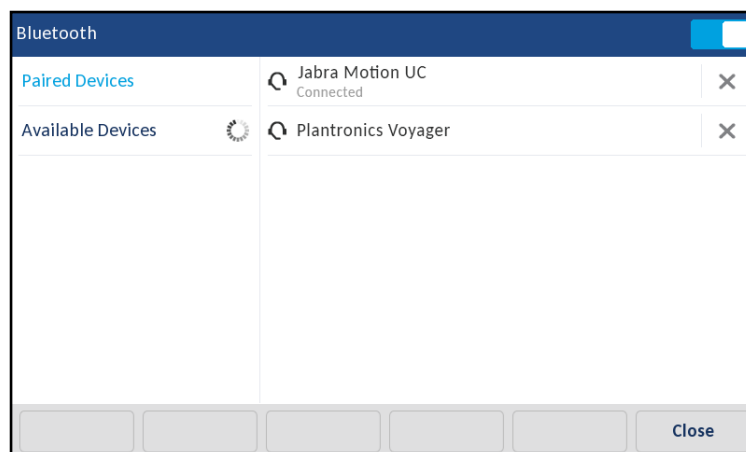 Bluetooth
Paired Devices
Jabra Motion UC
Connected
Available Devices
Plantronics Voyager
Close